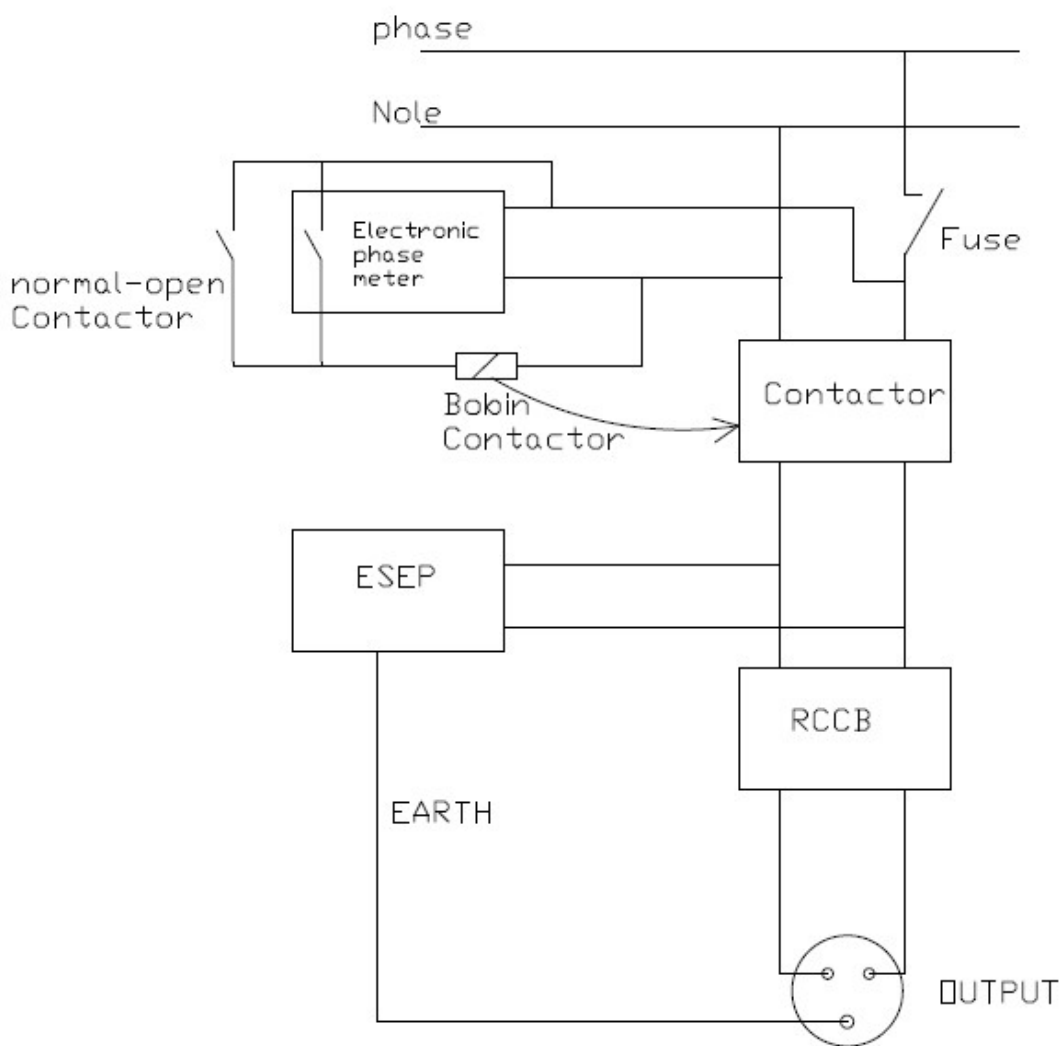 phase
Nole
Electronic
phase
meter
Fuse
normal-open
Contactor
Contactor
Bobin
Contactor
ESEP
RCCB
EARTH
OUTPUT